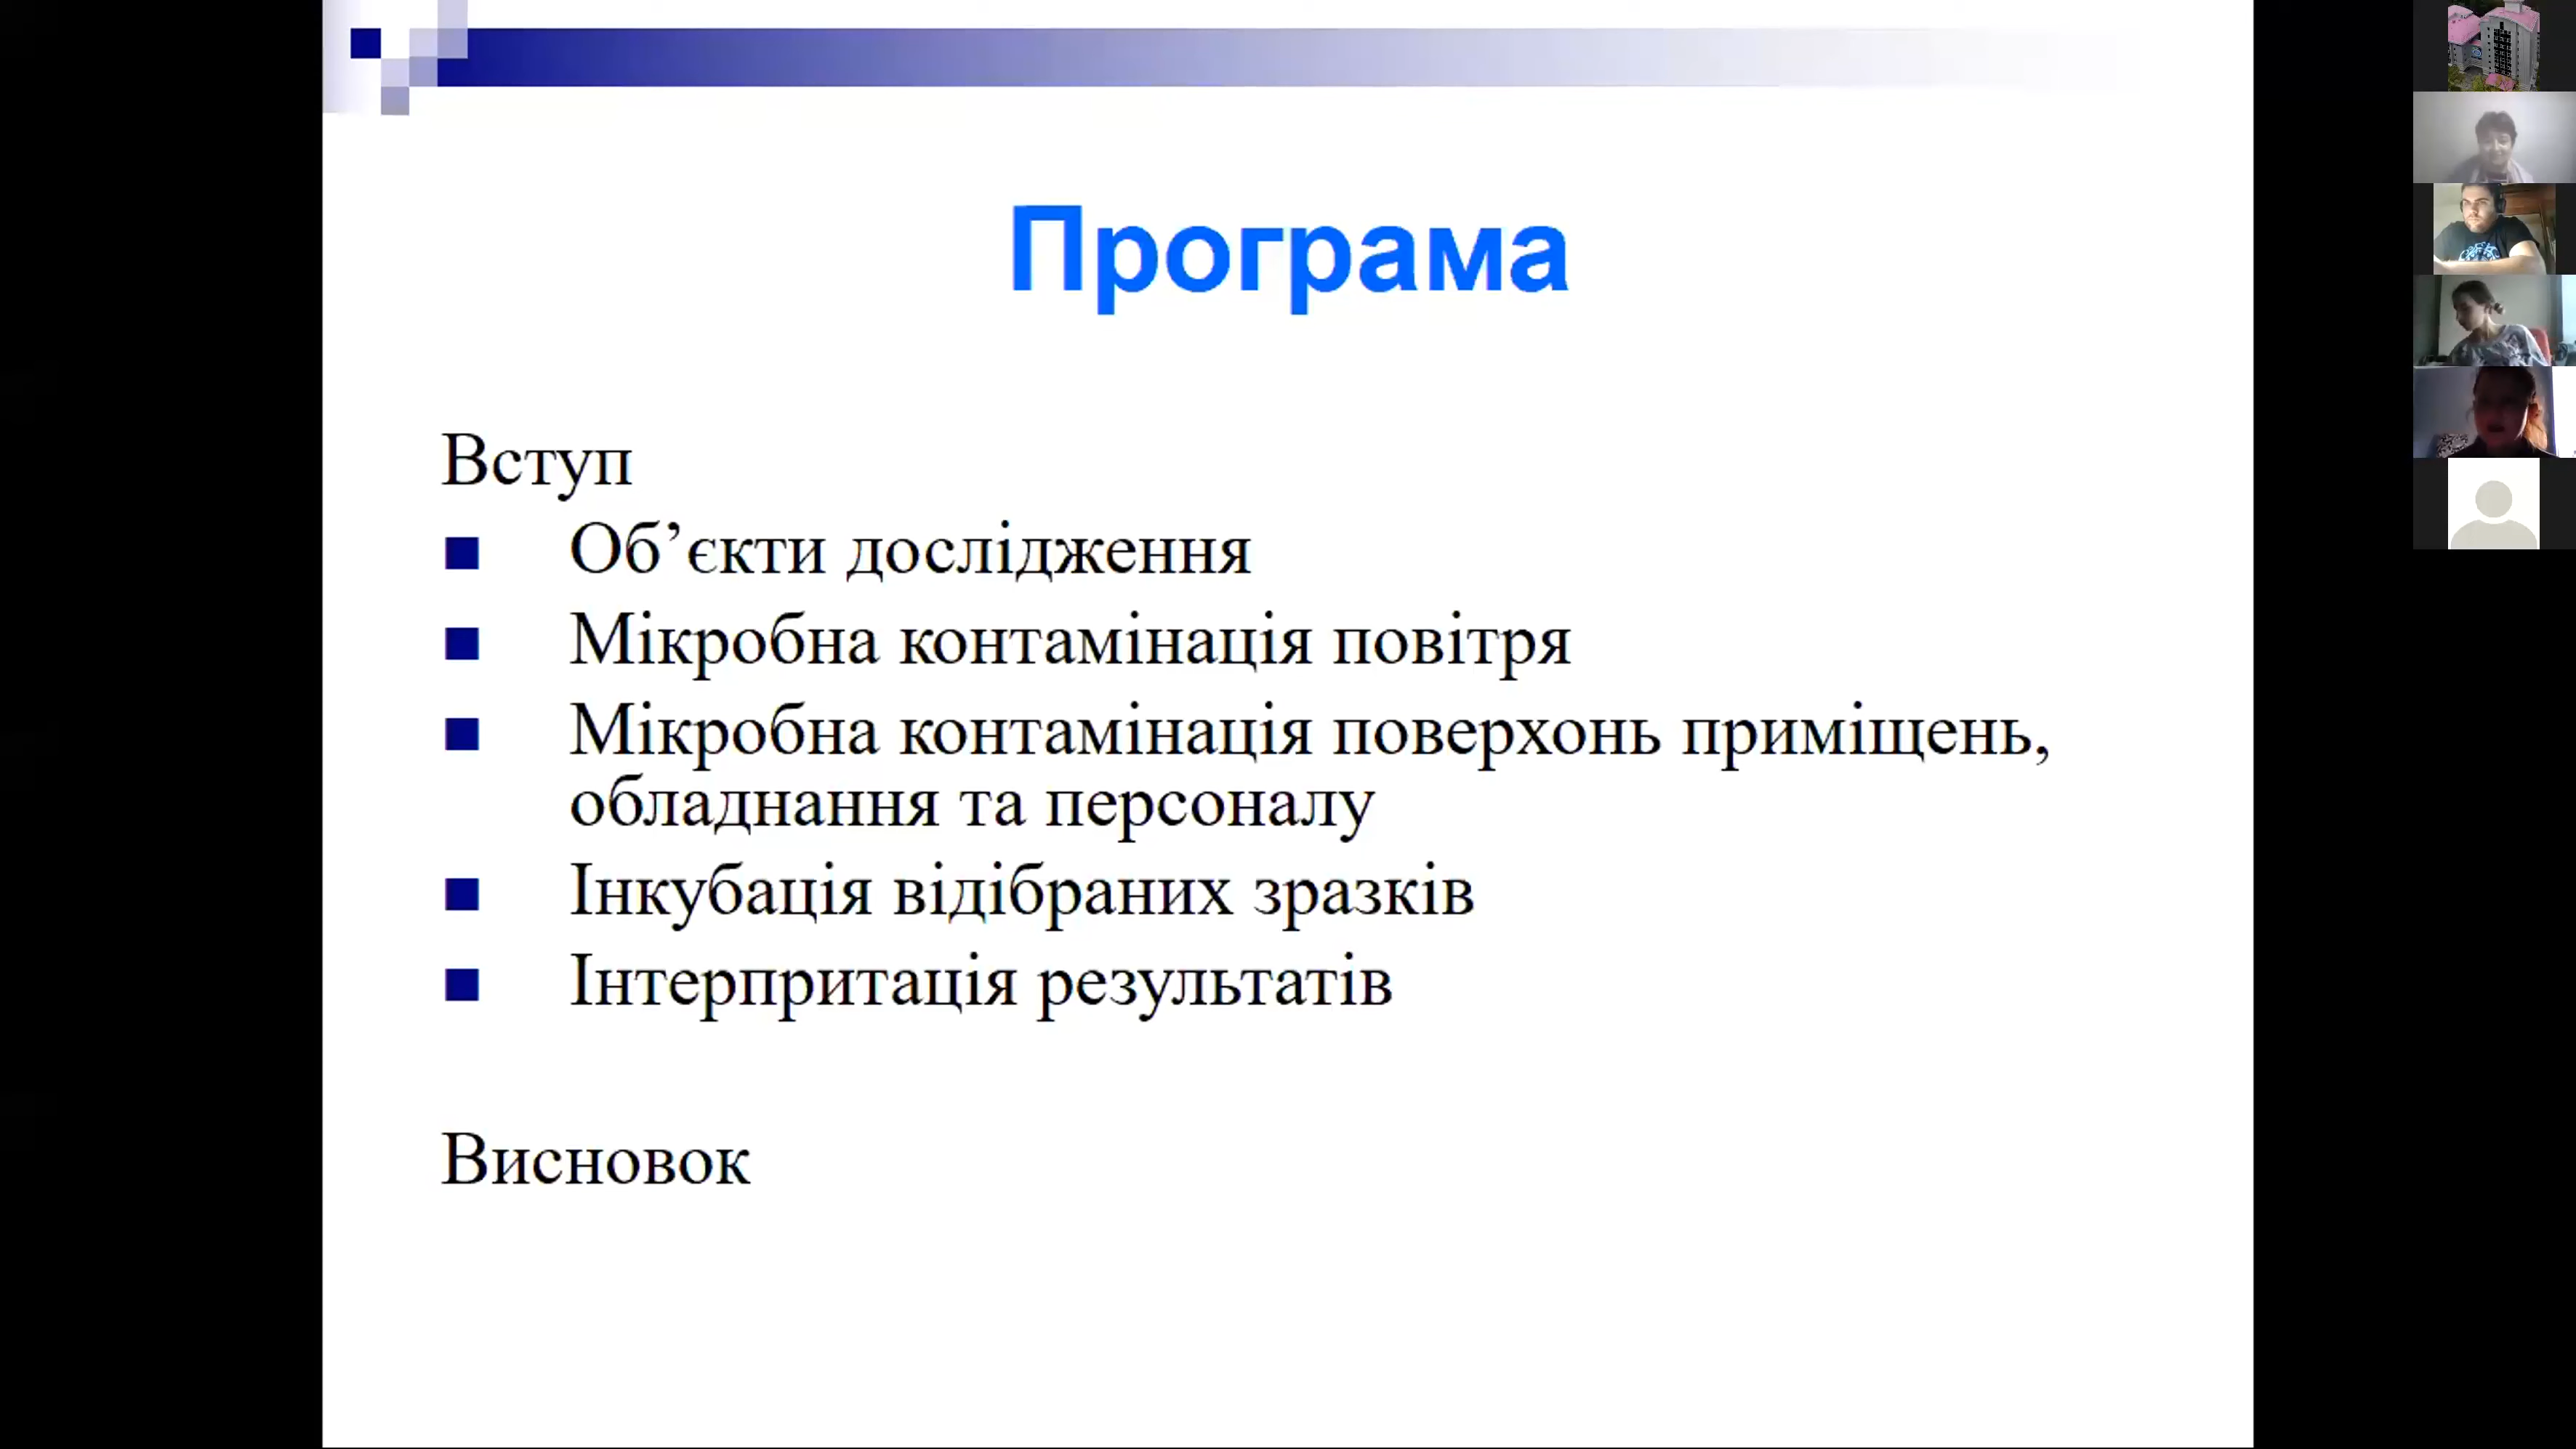 Програма
Вступ
Об’єкти дослідження
Мікробна контамінація повітря
Мікробна контамінація поверхонь приміщень,
обладнання та персоналу
Інкубація відібраних зразків
Інтерпритація результатів
Висновок